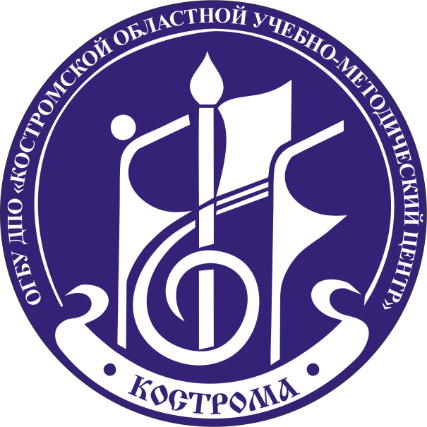 ОГБУ ДПО «КОСТРОМСКОЙ ОБЛАСТНОЙ УЧЕБНО-МЕТОДИЧЕСКИЙ ЦЕНТР»
• КОСТРОМА •